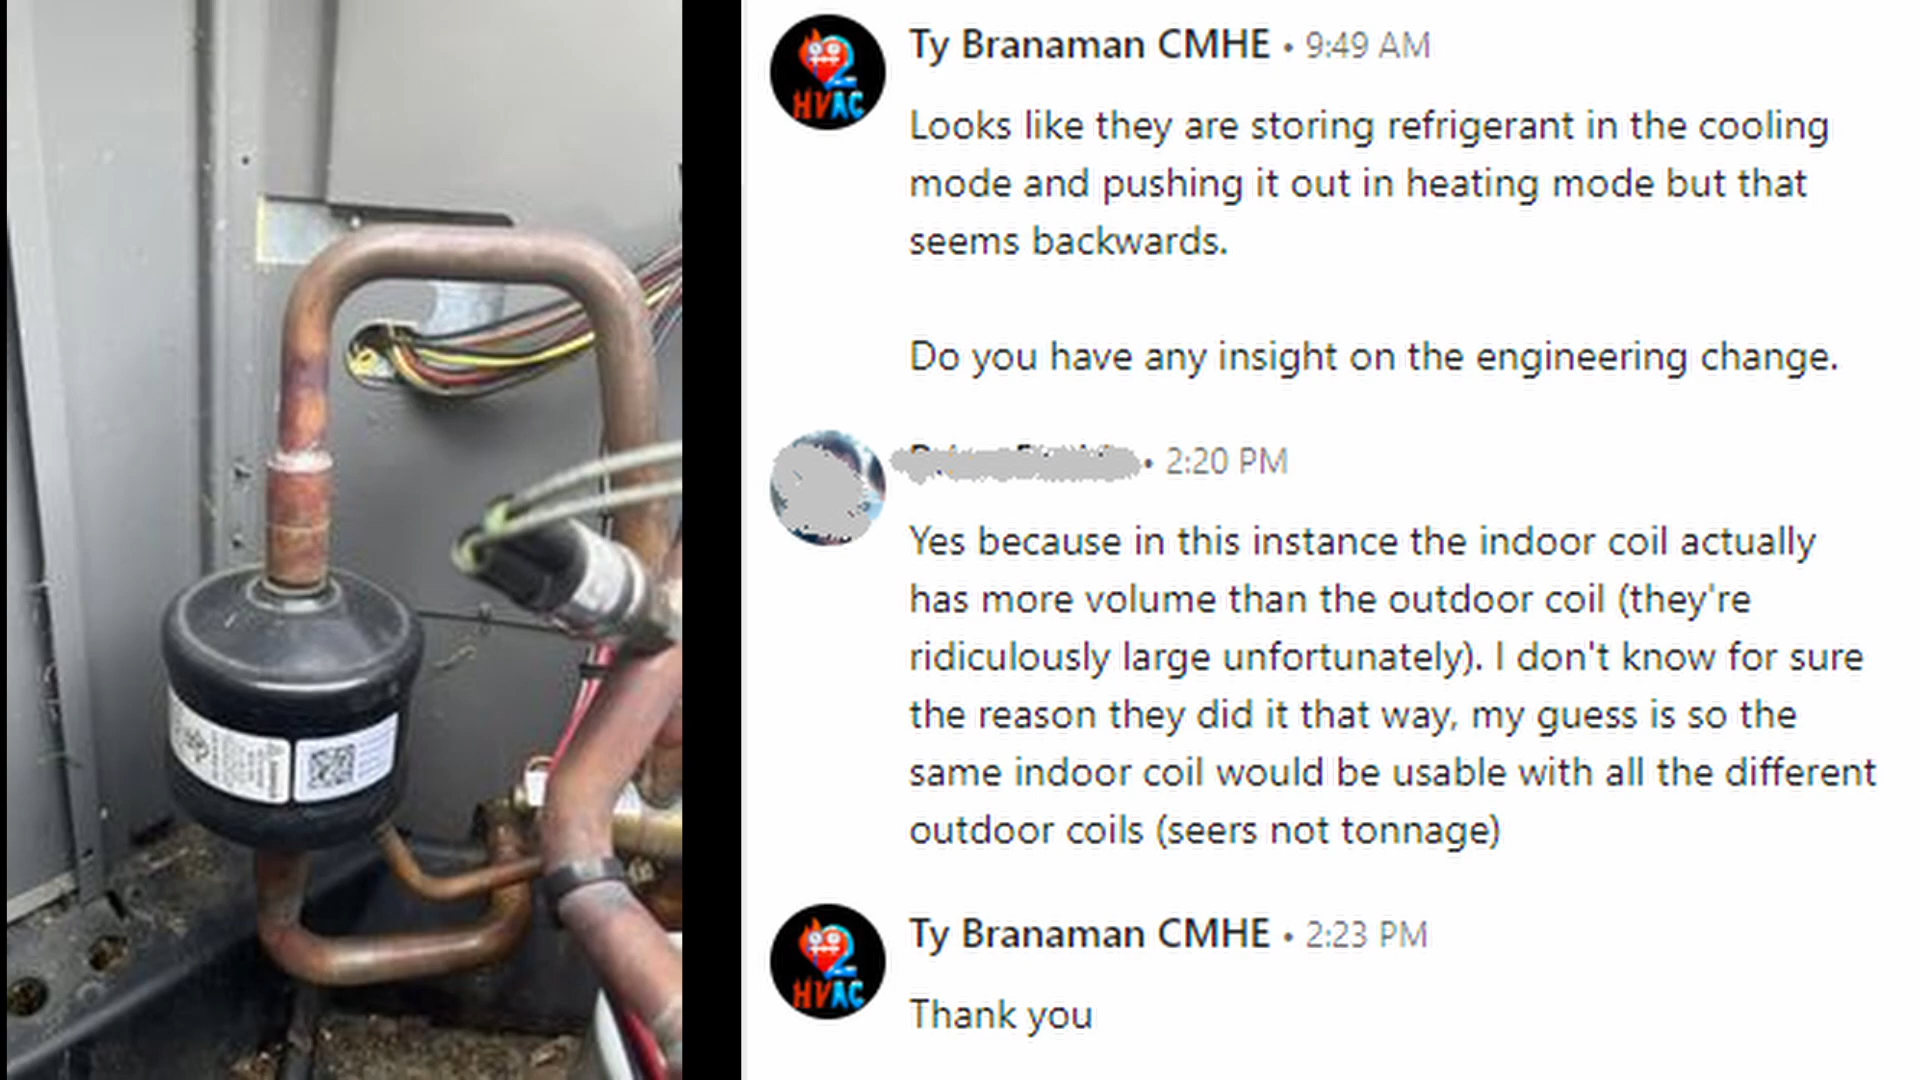 Ty Branaman CMHE • 9:49 AM
HVAC
Looks like they are storing refrigerant in the cooling
mode and pushing it out in heating mode but that
seems backwards.
Do you have any insight on the engineering change.
• 2:20 PM
Yes because in this instance the indoor coil actually
has more volume than the outdoor coil (they're
ridiculously large unfortunately). I don't know for sure
the reason they did it that way, my guess is so the
same indoor coil would be usable with all the different
outdoor coils (seers not tonnage)
Ty Branaman CMHE • 2:23 PM
HVAC
Thank you